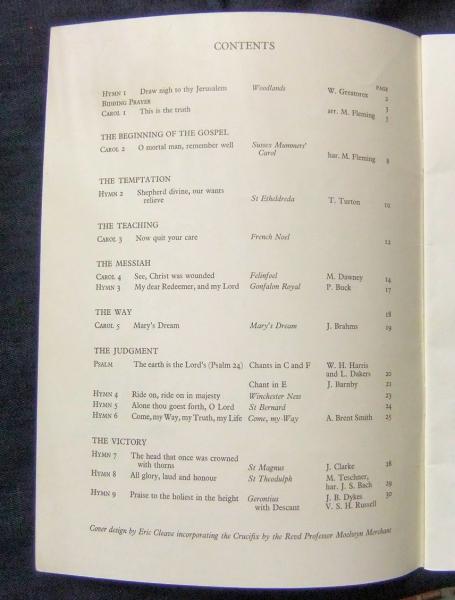 CONTENTS
PAGE
HYMN 1 Draw nigh to thy Jerusalem Woodlands W. Greatorex 2
BIDDING PRAYER 3
CAROL 1 This is the truth arr. M. Fleming 5
THE BEGINNING OF THE GOSPEL
CAROL 2 O mortal man, remember well Sussex Mummers'
Carol har. M. Fleming 8
THE TEMPTATION
HYMN 2 Shepherd divine, our wants
relieve St Etheldreda T. Turton 10
THE TEACHING
CAROL 3 Now quit your care French Noel 12
THE MESSIAH
CAROL 4 See, Christ was wounded Felinfoel M. Dawney 14
HYMN 3 My dear Redeemer, and my Lord Gonfalon Royal P. Buck 17
THE WAY 18
CAROL 5 Mary's Dream Mary's Dream J. Brahms 19
THE JUDGMENT
PSALM The earth is the Lord's (Psalm 24) Chants in C and F W. H. Harris
and L. Dakers 20
Chant in E J. Barnby 21
HYMN 4 Ride on, ride on in majesty Winchester New 23
HYMN 5 Alone thou goest forth, O Lord St Bernard 24
HYMN 6 Come, my Way, my Truth, my Life Come, my Way A. Brent Smith 25
THE VICTORY
HYMN 7 The head that once was crowned
with thorns St Magnus J. Clarke 28
HYMN 8 All glory, laud and honour St Theodulph M. Teschner,
har. J. S. Bach 29
HYMN 9 Praise to the holiest in the height Gerontius J. B. Dykes 30
with Descant V. S. H. Russell
Cover design by Eric Cleave incorporating the Crucifix by the Revd Professor Moelwyn Merchant